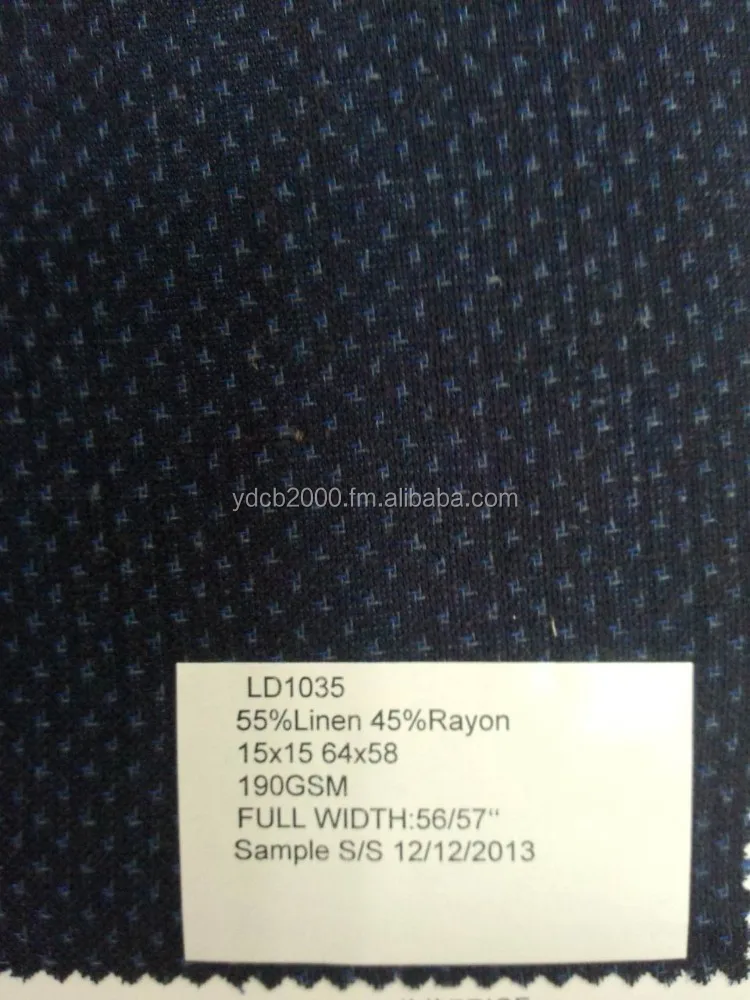 ydcb2000.fm.alibaba.com
LD1035
55%Linen 45%Rayon
15x15 64x58
190GSM
FULL WIDTH:56/57“
Sample S/S 12/12/2013